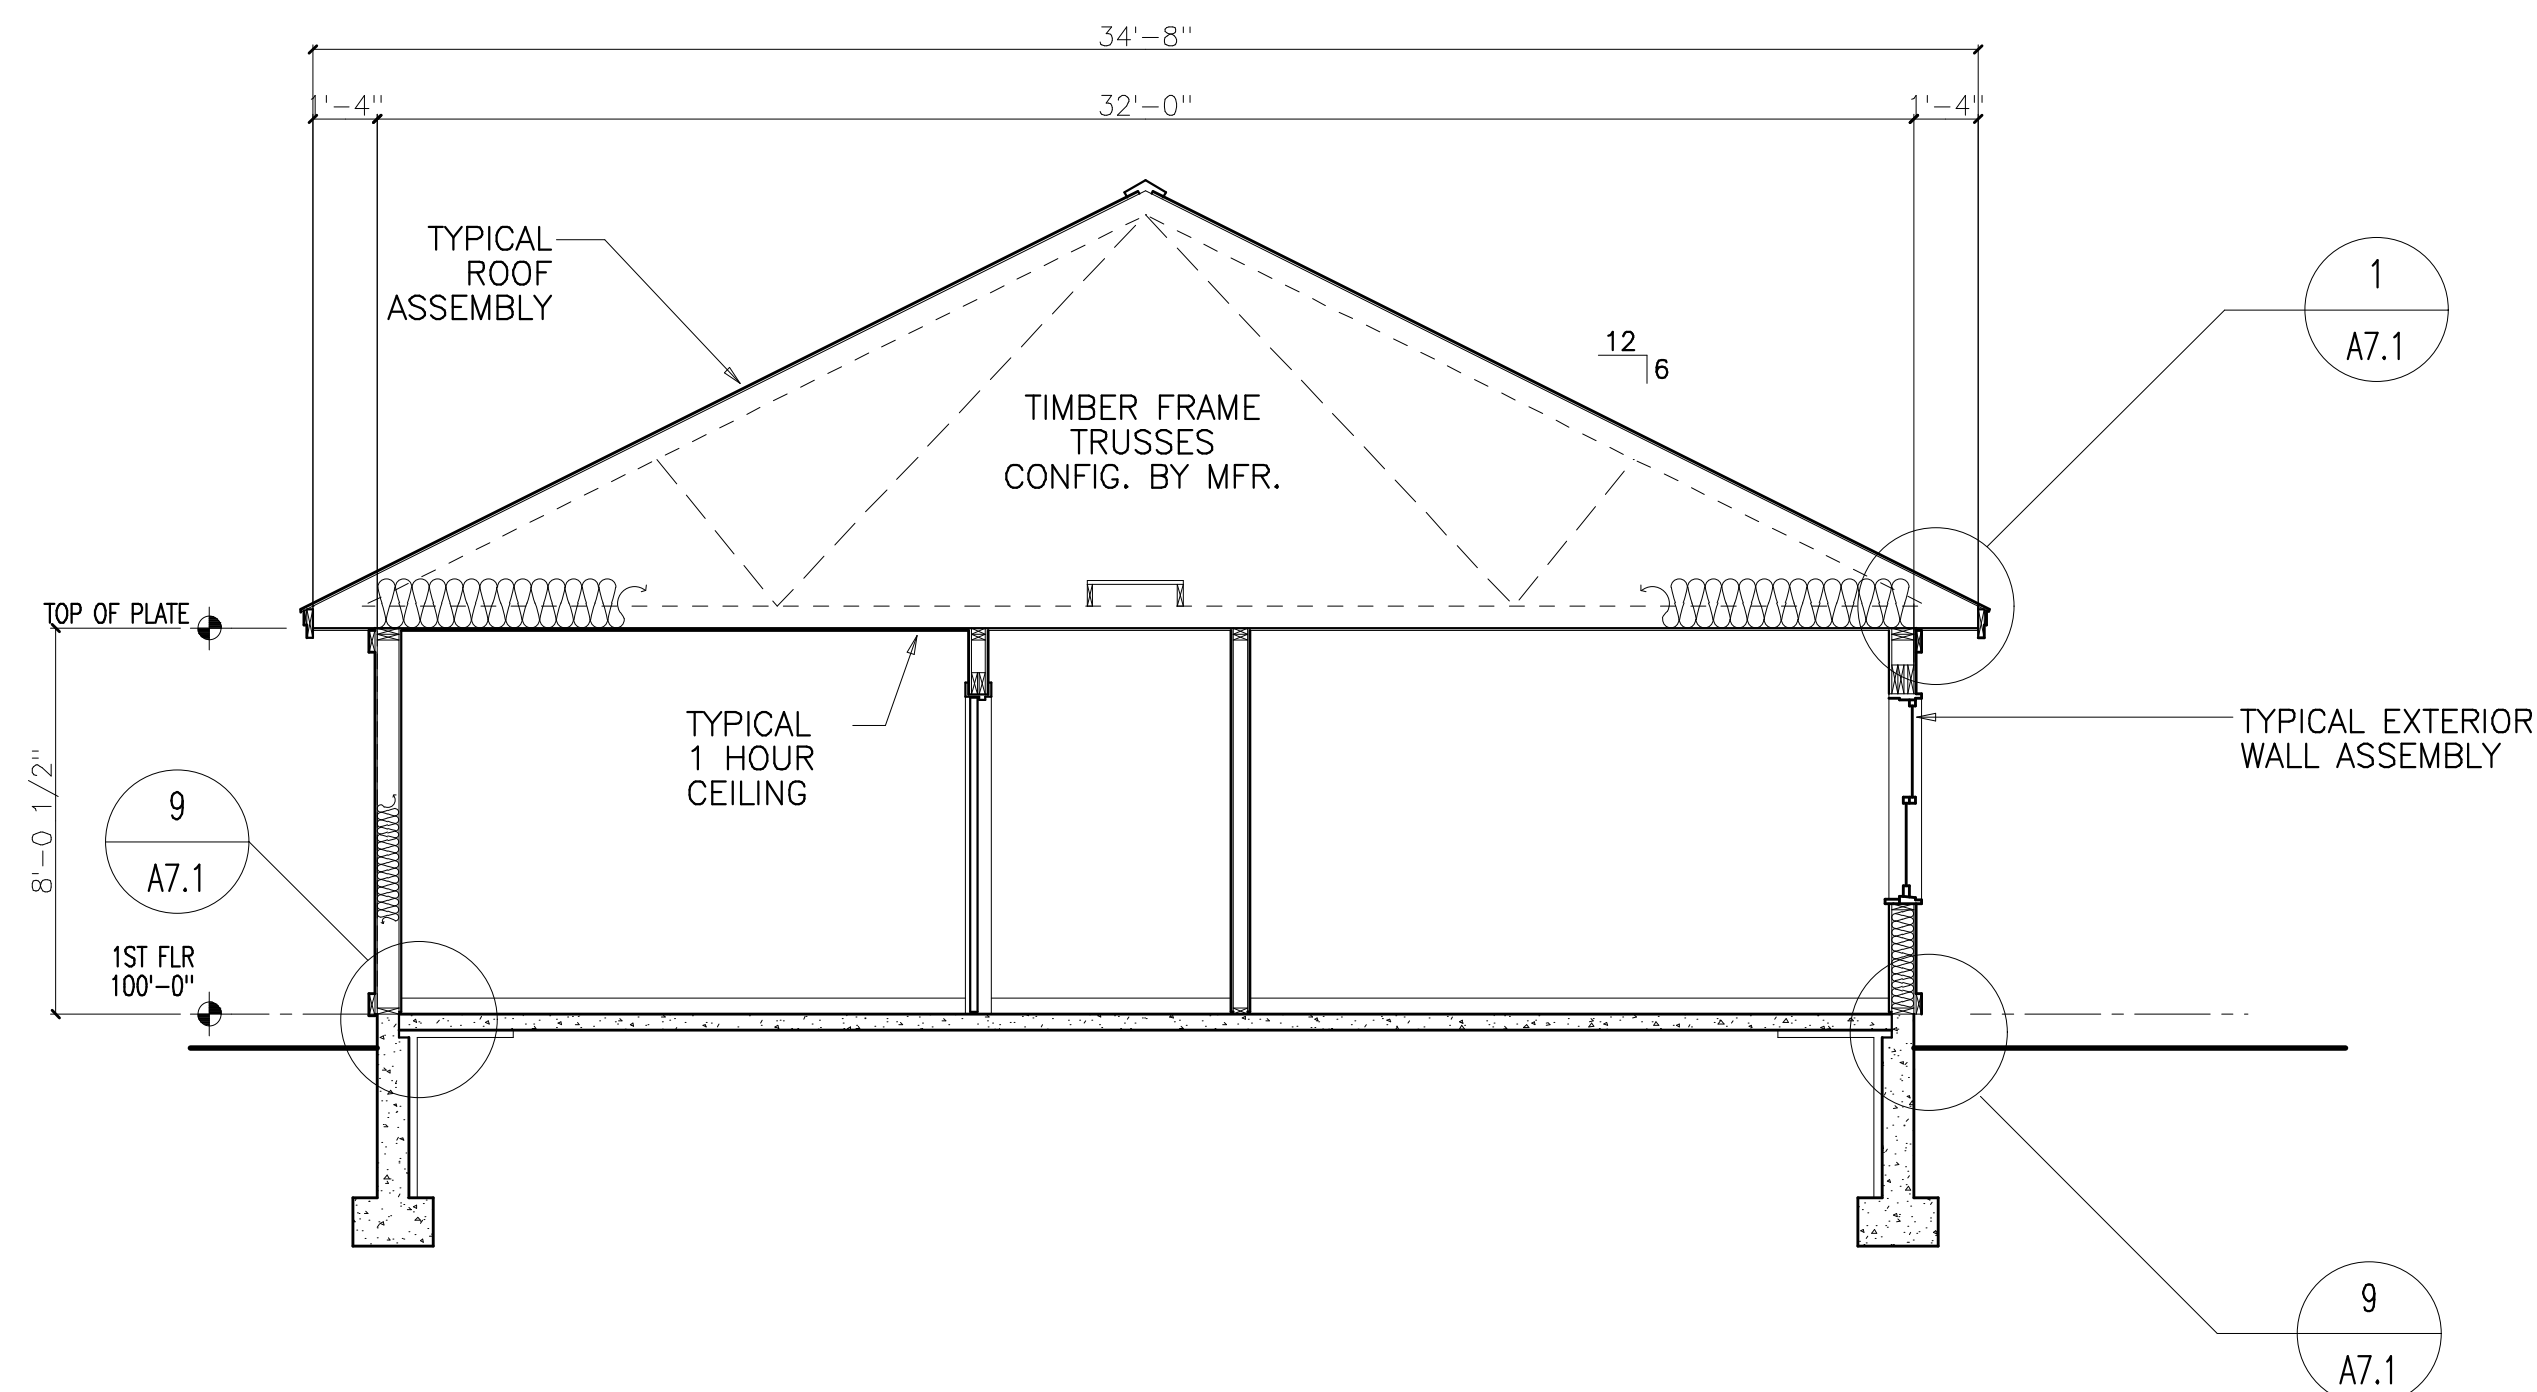 34'-8"
1'-4"
32'-0"
1'-4"
TYPICAL
ROOF
ASSEMBLY
1
A7.1
12
6
TIMBER FRAME
TRUSSES
CONFIG. BY MFR.
TOP OF PLATE
TYPICAL
1 HOUR
CEILING
TYPICAL EXTERIOR
WALL ASSEMBLY
8'-0 1/2"
9
A7.1
1ST FLR
100'-0"
9
A7.1